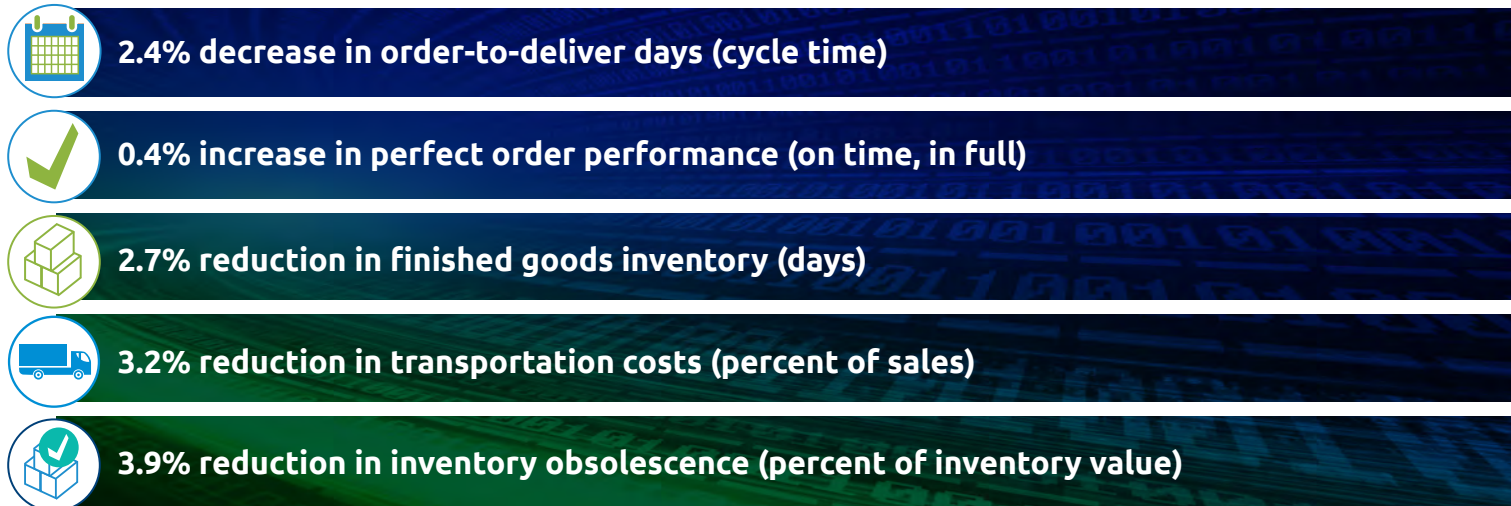 2.4% decrease in order-to-deliver days (cycle time)
0.4% increase in perfect order performance (on time, in full)
2.7% reduction in finished goods inventory (days)
3.2% reduction in transportation costs (percent of sales)
3.9% reduction in inventory obsolescence (percent of inventory value)